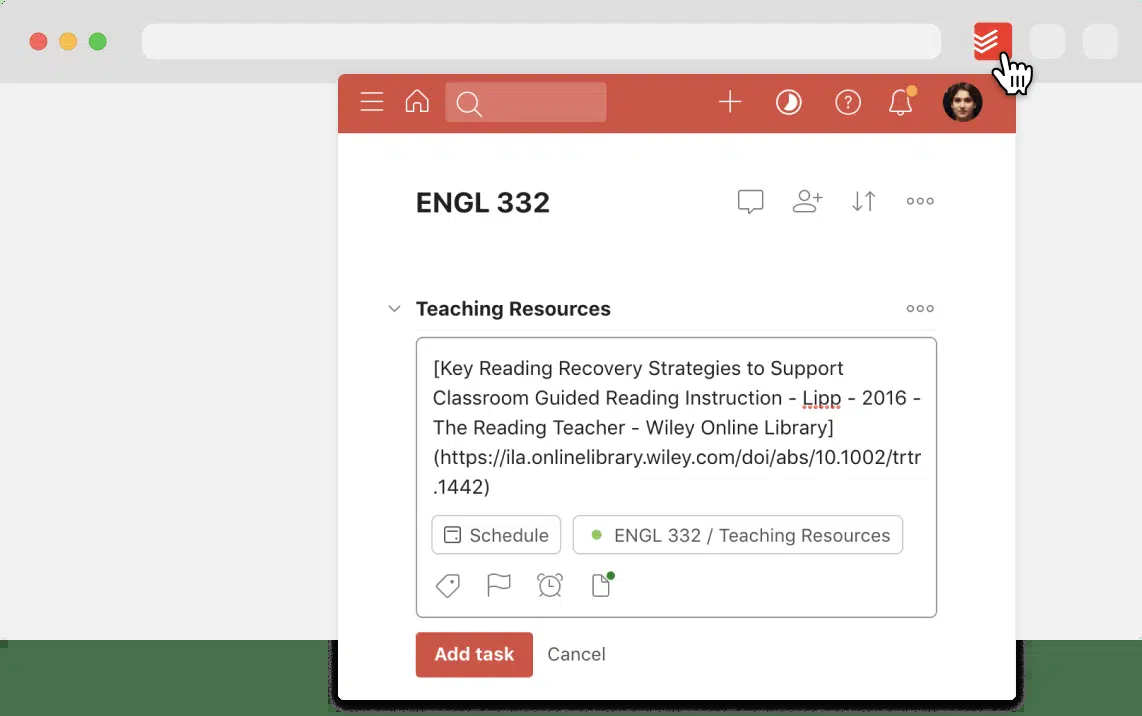 ENGL 332
Teaching Resources
[Key Reading Recovery Strategies to Support
Classroom Guided Reading Instruction - Lipp - 2016 -
The Reading Teacher - Wiley Online Library]
(https://ila.onlinelibrary.wiley.com/doi/abs/10.1002/trtr
.1442)
Schedule
ENGL 332 / Teaching Resources
Add task
Cancel